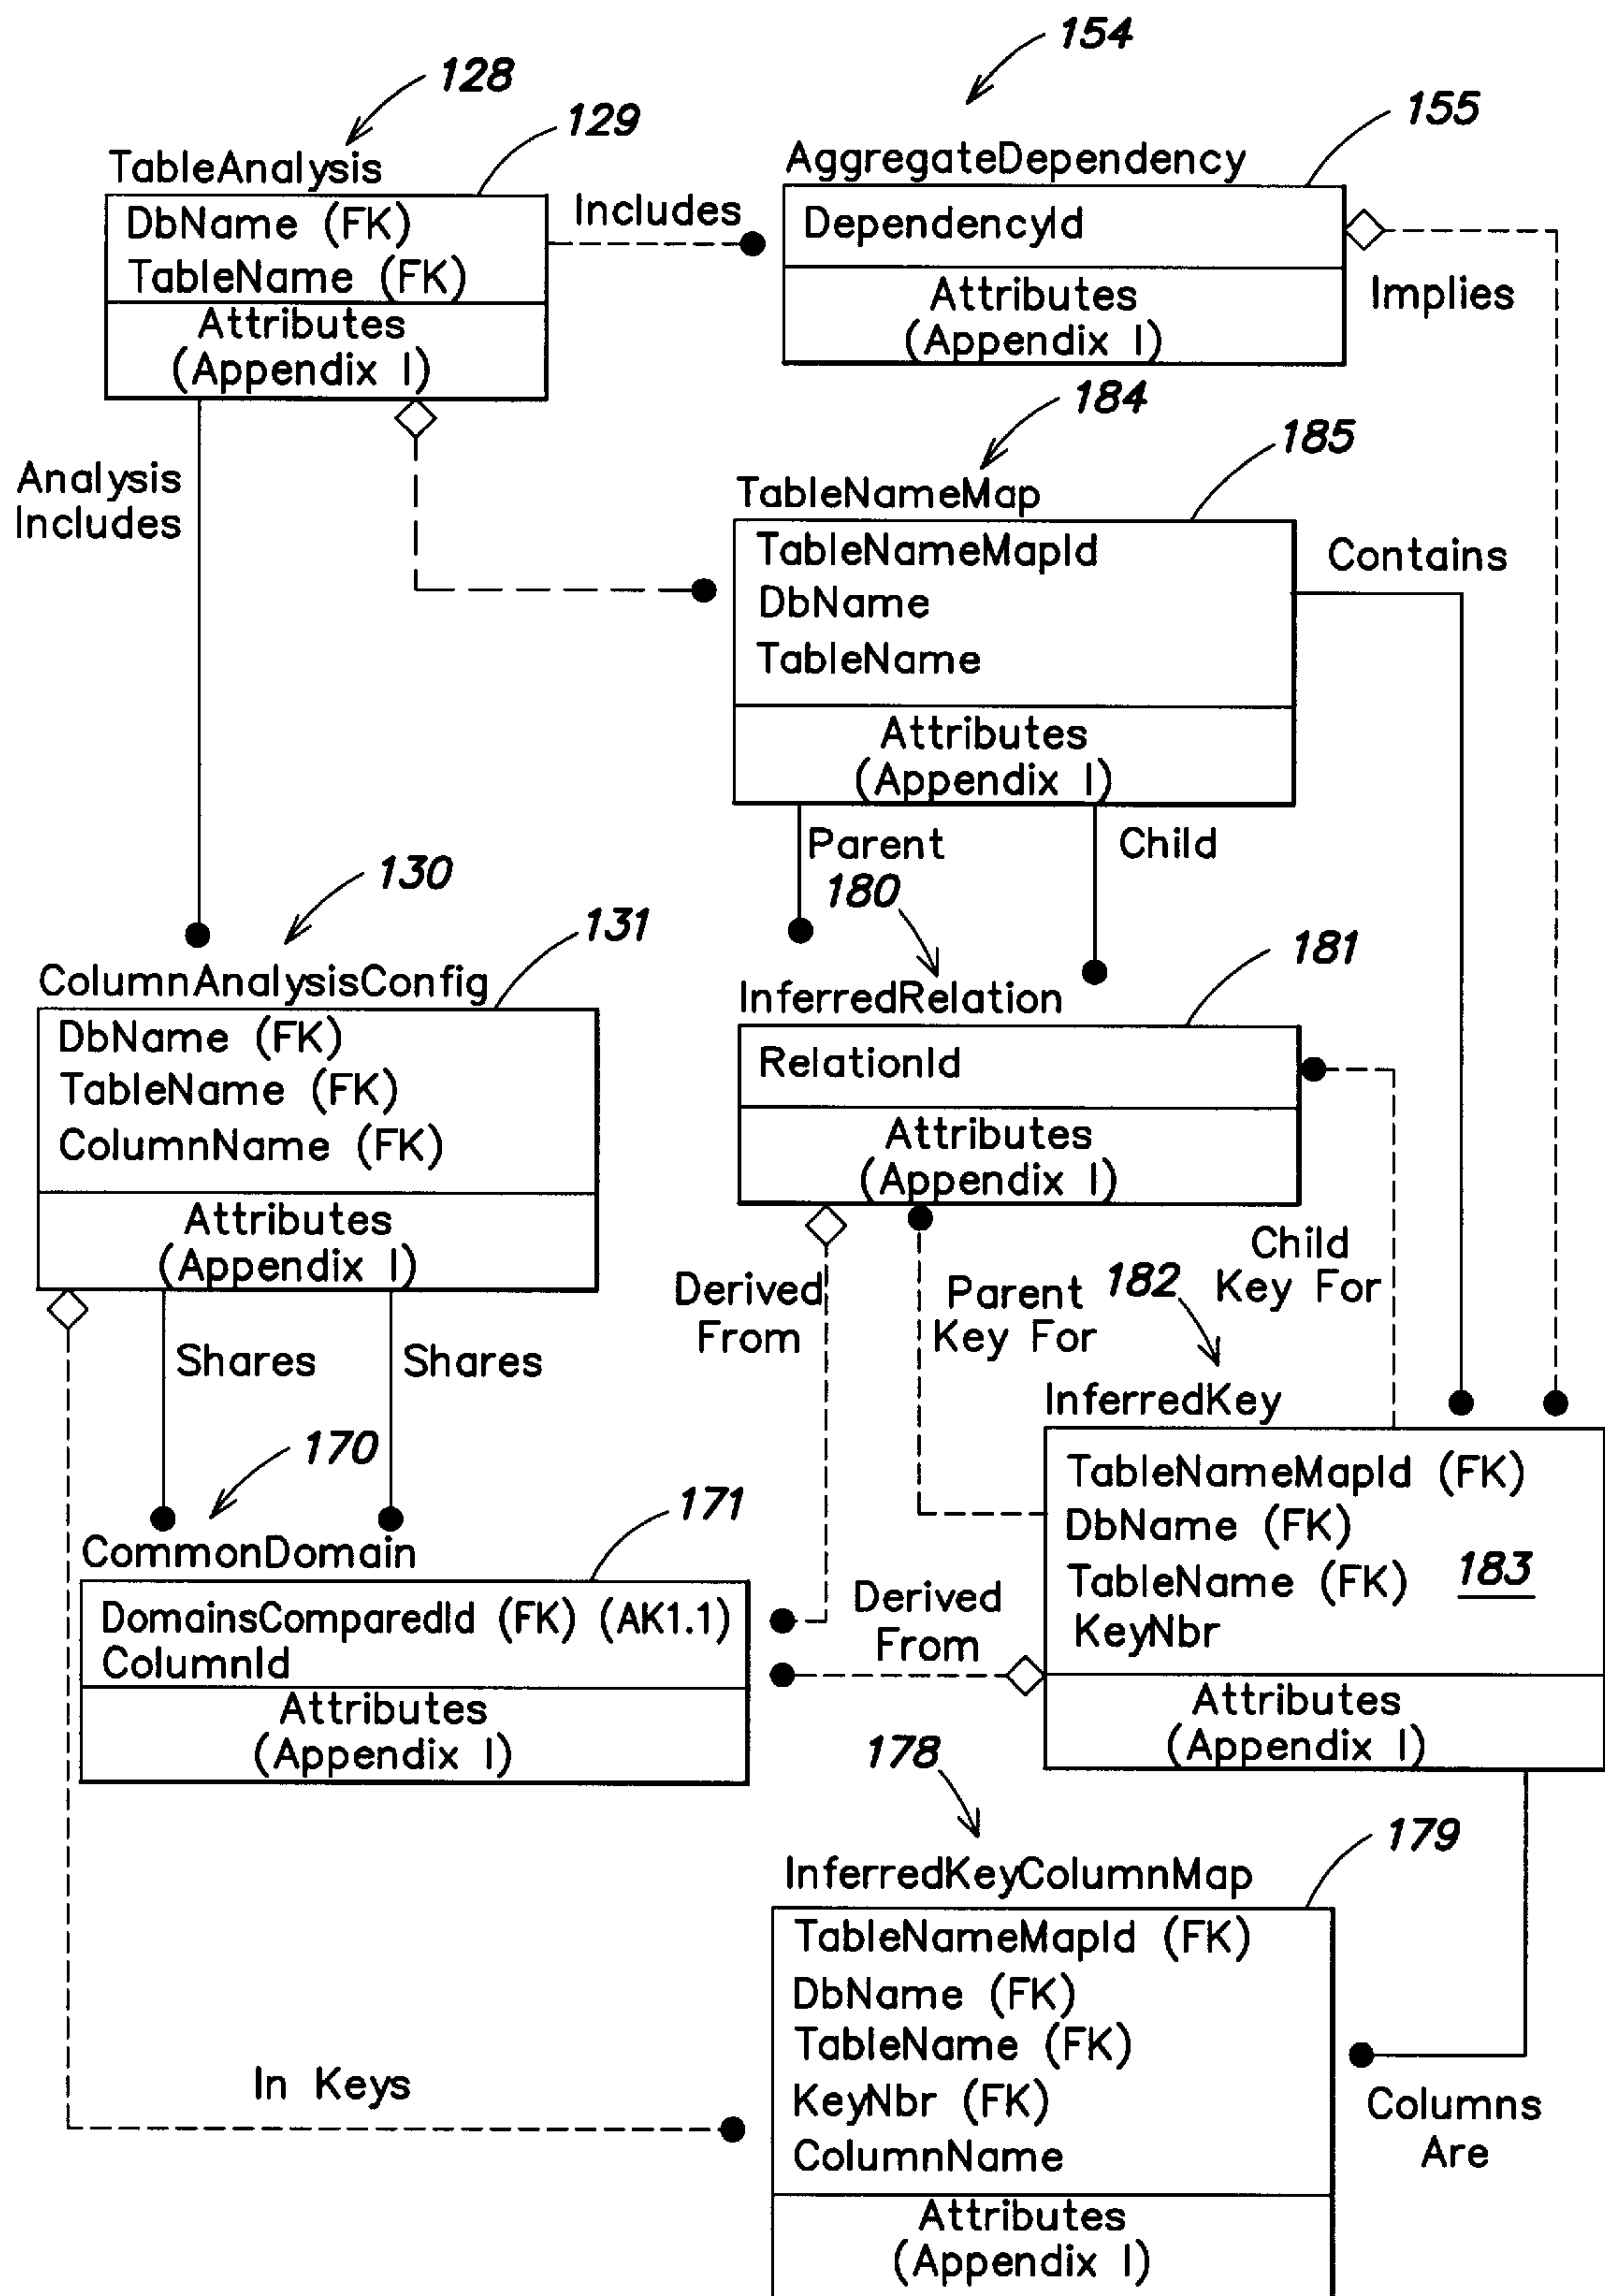 154
128
155
129
TableAnalysis
AggregateDependency
DbName (FK)
TableName (FK)
Attributes
(Appendix I)
Includes
DependencyId
Attributes
(Appendix I)
Implies
184
185
Analysis
Includes
TableNameMap
TableNameMapId
DbName
TableName
Attributes
(Appendix I)
Contains
Parent
Child
130
180
131
181
ColumnAnalysisConfig
InferredRelation
DbName (FK)
TableName (FK)
ColumnName (FK)
Attributes
(Appendix I)
RelationId
Attributes
(Appendix I)
Derived
From
Parent
Key For
182
Child
Key For
Shares
Shares
InferredKey
170
171
CommonDomain
TableNameMapId (FK)
DbName (FK)
TableName (FK)
183
KeyNbr
Attributes
(Appendix I)
DomainsComparedId (FK) (AK1.1)
ColumnId
Attributes
(Appendix I)
Derived
From
178
179
InferredKeyColumnMap
TableNameMapId (FK)
DbName (FK)
TableName (FK)
KeyNbr (FK)
ColumnName
Attributes
(Appendix I)
In Keys
Columns
Are